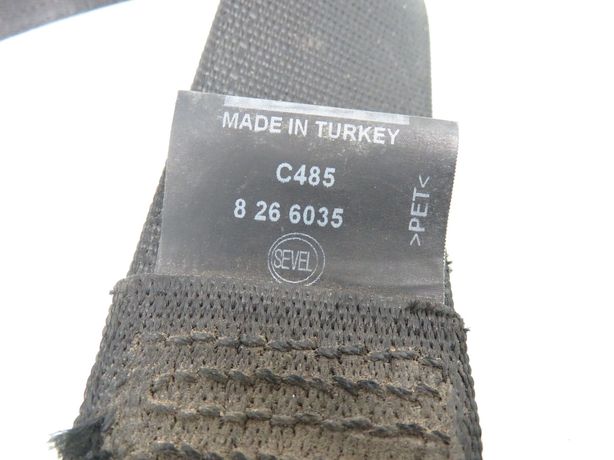 MADE IN TURKEY
C485
8 26 6035
SEVEL
>PET<